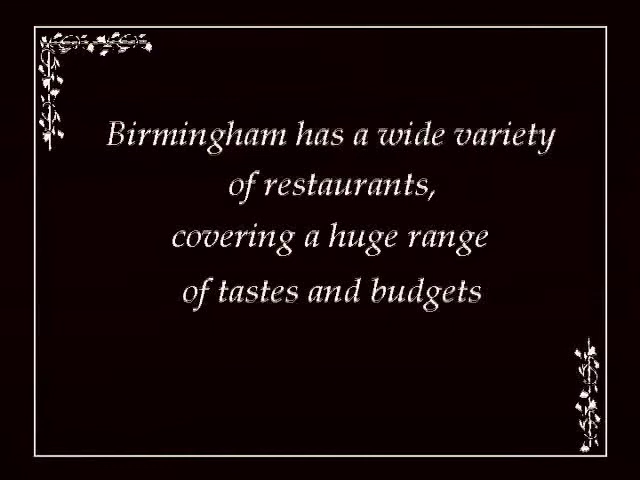 Birmingham has a wide variety
of restaurants,
covering a huge range
of tastes and budgets